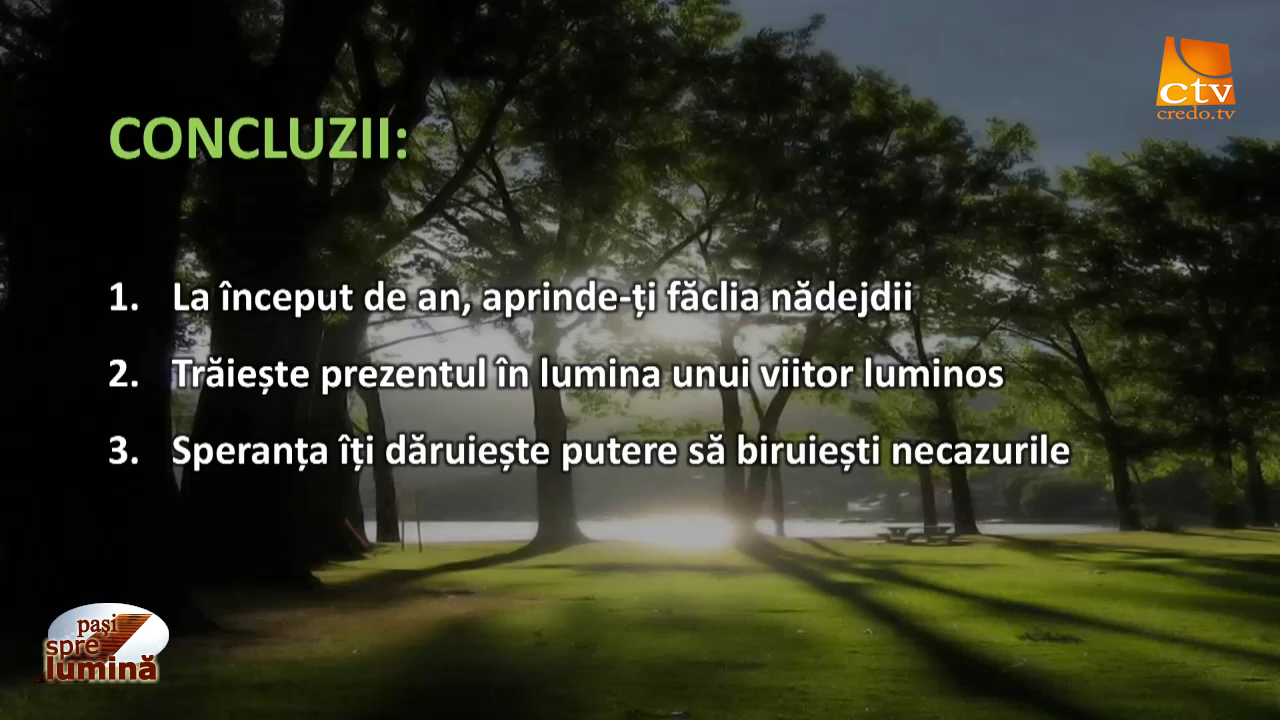 ctv
credo.tv
CONCLUZII:
1. La început de an, aprinde-ți făclia nădejdii
2. Trăiește prezentul în lumina unui viitor luminos
3. Speranța îți dăruiește putere să biruiești necazurile
pași
spre
lumină